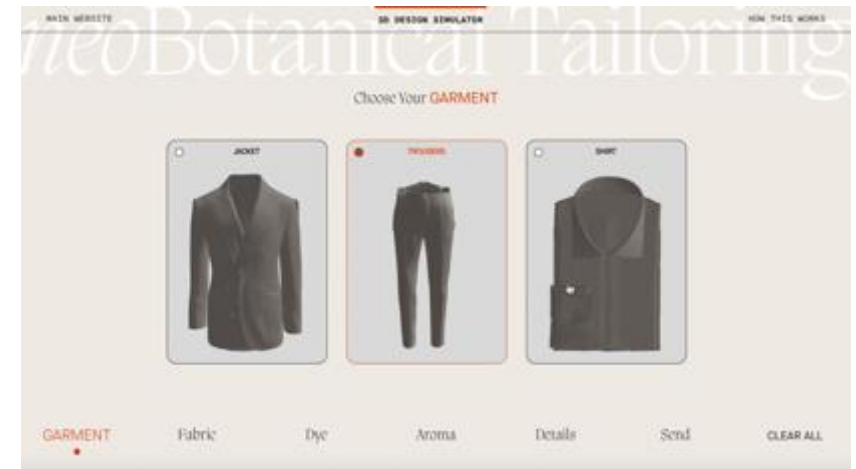 MAIN WEBSITE
3D DESIGN SIMULATOR
HOW THIS WORKS
neoBotanical Tailoring
Choose Your GARMENT
JACKET
TROUSERS
SHIRT
GARMENT
Fabric
Dye
Aroma
Details
Send
CLEAR ALL